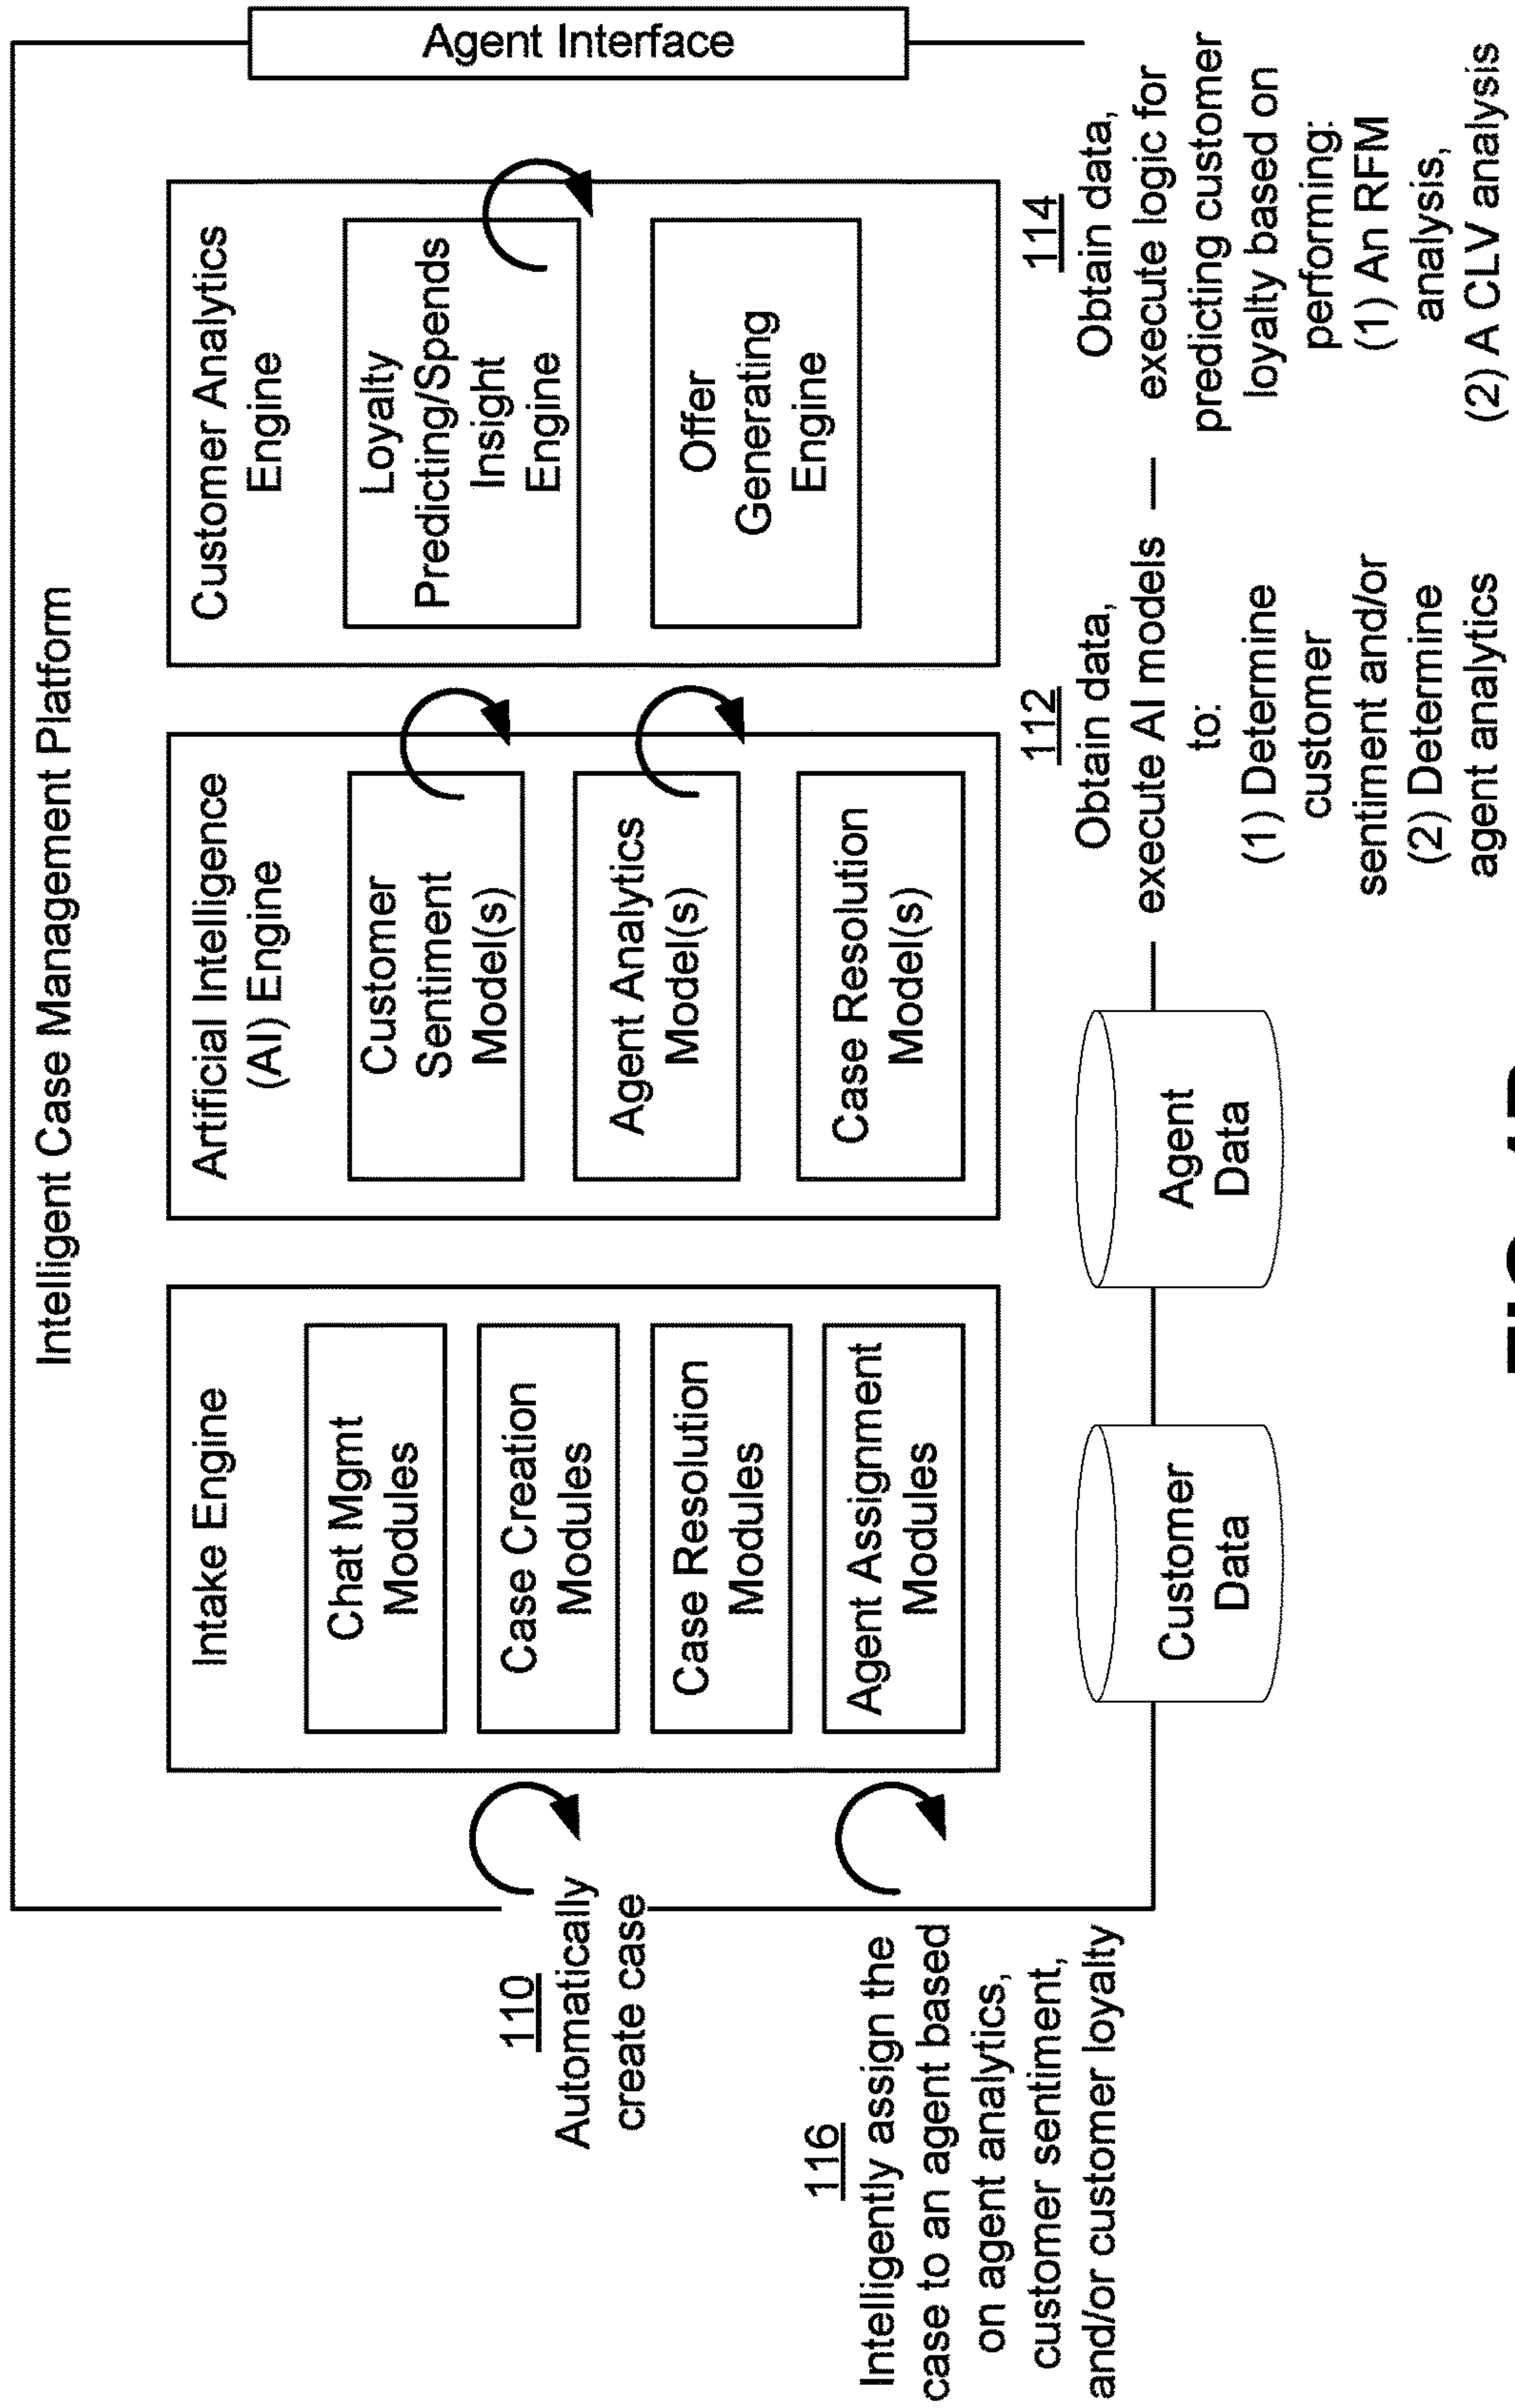 Intelligent Case Management Platform
Agent Interface
Intake Engine
Chat Mgmt
Modules
Case Creation
Modules
Case Resolution
Modules
Agent Assignment
Modules
Artificial Intelligence
(AI) Engine
Customer
Sentiment
Model(s)
Agent Analytics
Model(s)
Case Resolution
Model(s)
Customer Analytics
Engine
Loyalty
Predicting/Spends
Insight
Engine
Offer
Generating
Engine
110
Automatically
create case
116
Intelligently assign the
case to an agent based
on agent analytics,
customer sentiment,
and/or customer loyalty
Customer
Data
Agent
Data
112
Obtain data,
execute AI models
to:
(1) Determine
customer
sentiment and/or
(2) Determine
agent analytics
114
Obtain data,
execute logic for
predicting customer
loyalty based on
performing:
(1) An RFM
analysis,
(2) A CLV analysis